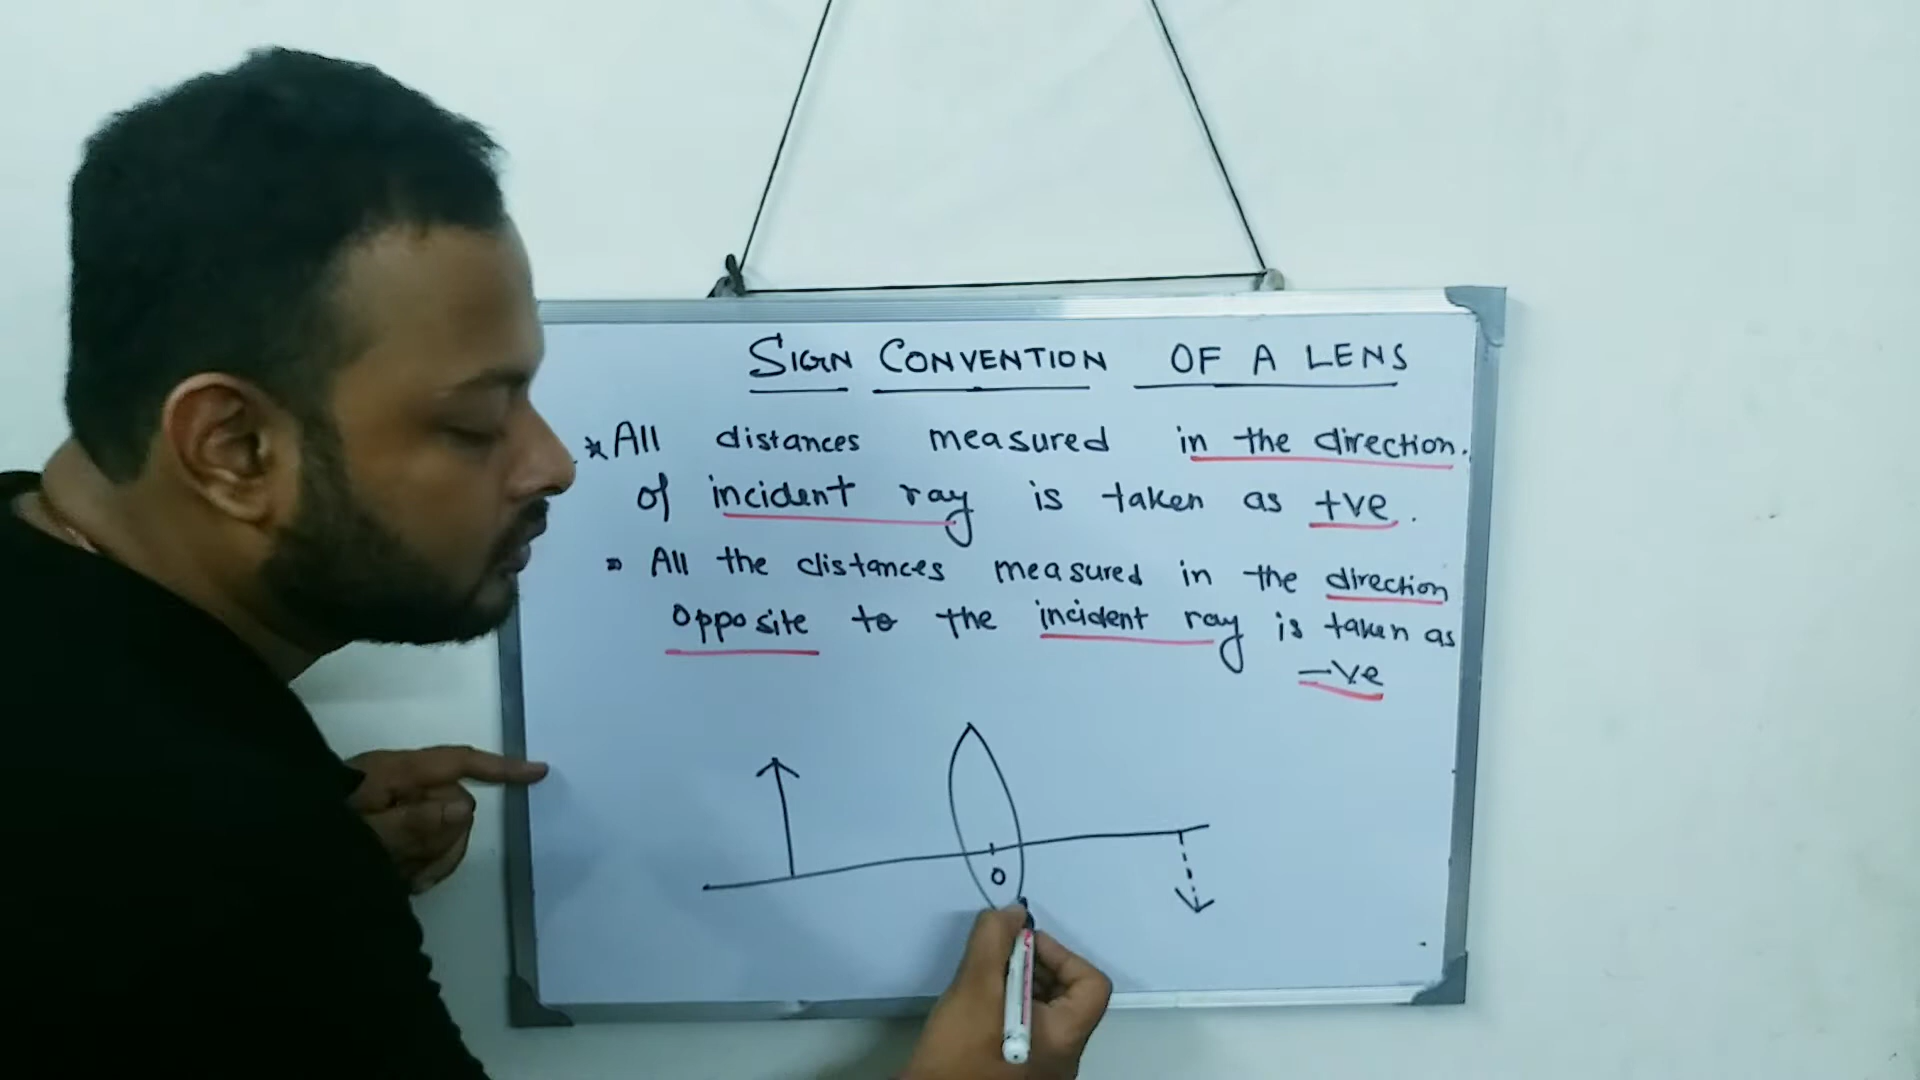 SIGN CONVENTION OF A LENS
* All distances measured in the direction.
of incident ray is taken as +ve.
All the distances measured in the direction
opposite to the incident ray is taken as
-ve
O